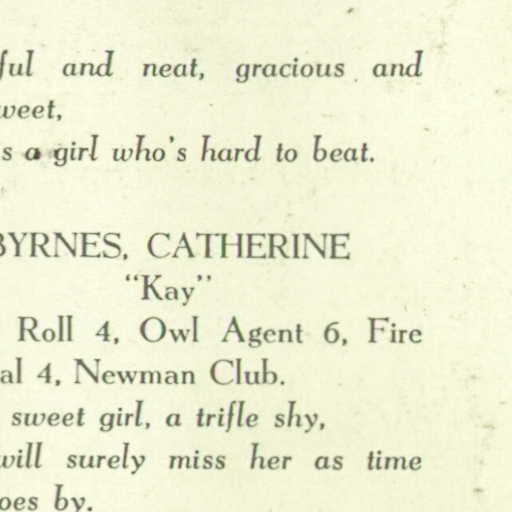 ful and neat, gracious and
weet,
s a girl who's hard to beat.
BYRNES, CATHERINE
"Kay"
Roll 4, Owl Agent 6, Fire
al 4, Newman Club.
sweet girl, a trifle shy,
will surely miss her as time
oes by.